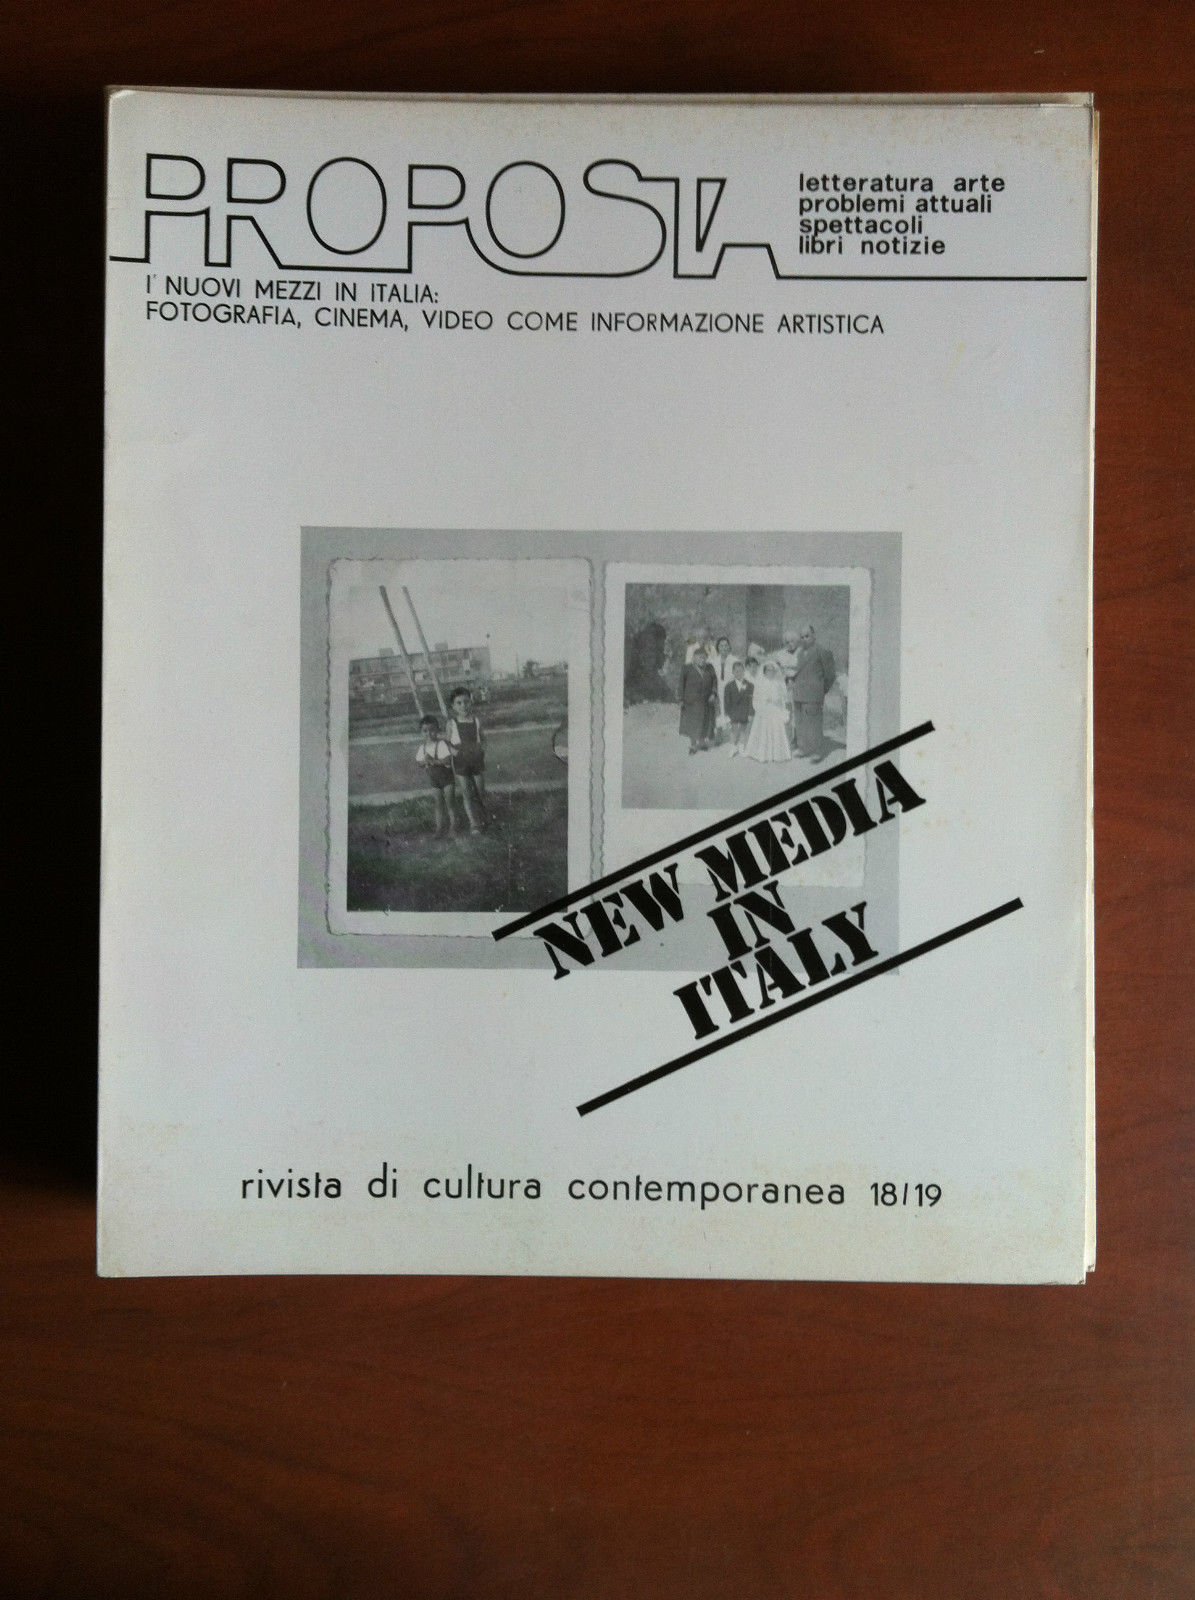 PROPOSTA
letteratura arte
problemi attuali
spettacoli
libri notizie
I' NUOVI MEZZI IN ITALIA:
FOTOGRAFIA, CINEMA, VIDEO COME INFORMAZIONE ARTISTICA
NEW MEDIA
IN
ITALY
rivista di cultura contemporanea 18/19